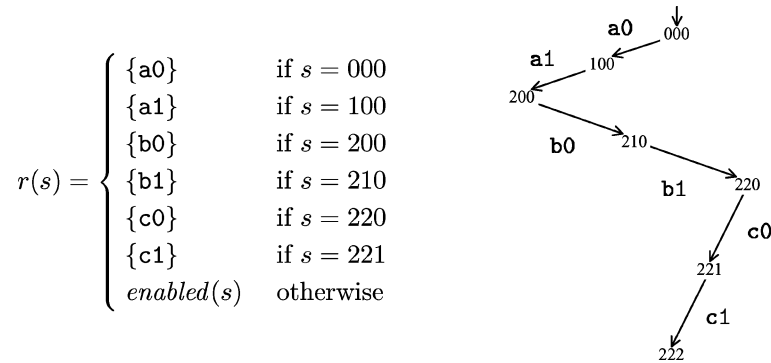 r(s) =
{a0} if s = 000
{a1} if s = 100
{b0} if s = 200
{b1} if s = 210
{c0} if s = 220
{c1} if s = 221
enabled(s) otherwise
a0
000
a1
100
200
b0
210
b1
220
c0
221
c1
222